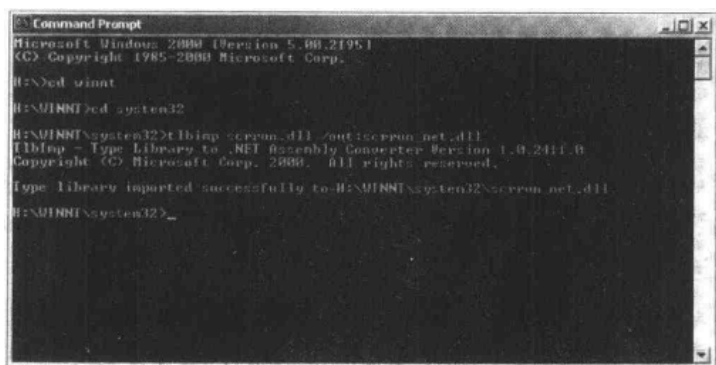 Command Prompt
Microsoft Windows 2000 [Version 5.00.2195]
(C) Copyright 1985-2000 Microsoft Corp.
H:\>cd winnt
H:\WINNT>cd system32
H:\WINNT\system32>tlbimp scrrun.dll /out:scrrun_net.dll
TlbImp - Type Library to .NET Assembly Converter Version 1.0.2411.0
Copyright (C) Microsoft Corp. 2000.  All rights reserved.
Type library imported successfully to H:\WINNT\system32\scrrun_net.dll
H:\WINNT\system32>_